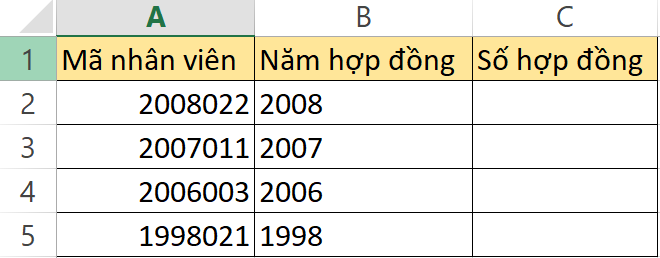 A B C
1 Mã nhân viên Năm hợp đồng Số hợp đồng
2 2008022 2008
3 2007011 2007
4 2006003 2006
5 1998021 1998